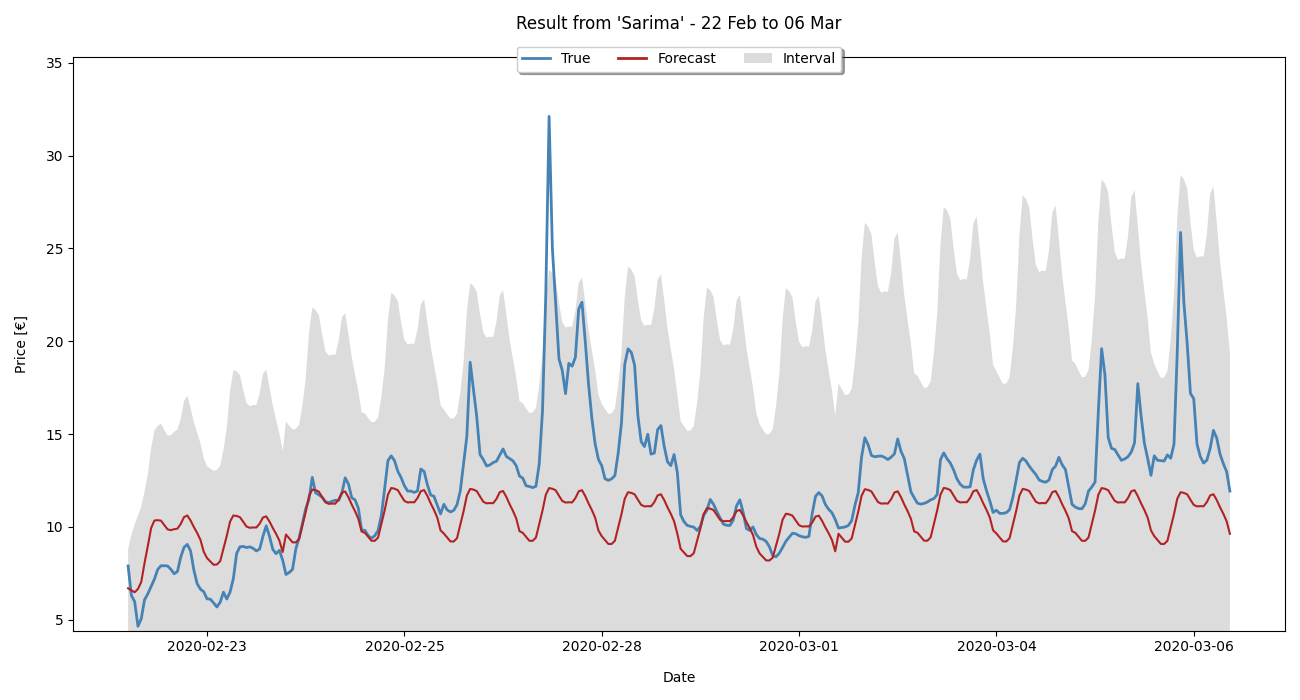 Result from 'Sarima' - 22 Feb to 06 Mar
True Forecast Interval
35
30
25
20
15
10
5
Price [€]
2020-02-23 2020-02-25 2020-02-28 2020-03-01 2020-03-04 2020-03-06
Date